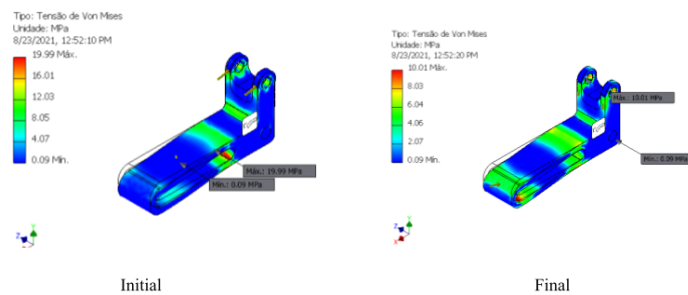 Tipo: Tensão de Von Mises
Unidade: MPa
8/23/2021, 12:52:10 PM
19.99 Máx.
16.01
12.03
8.05
4.07
0.09 Mín.
Máx.: 19.99 MPa
Mín.: 0.09 MPa
Z
Y
Initial
Tipo: Tensão de Von Mises
Unidade: MPa
8/23/2021, 12:52:20 PM
10.01 Máx.
8.03
6.04
4.06
2.07
0.09 Mín.
Máx.: 10.01 MPa
Mín.: 0.09 MPa
Z
Y
X
Final